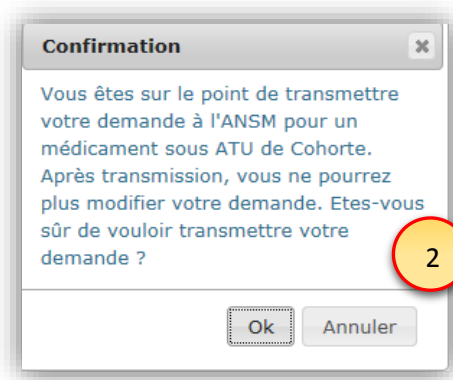 Confirmation
Vous êtes sur le point de transmettre
votre demande à l'ANSM pour un
médicament sous ATU de Cohorte.
Après transmission, vous ne pourrez
plus modifier votre demande. Etes-vous
sûr de vouloir transmettre votre
demande ?
2
Ok Annuler